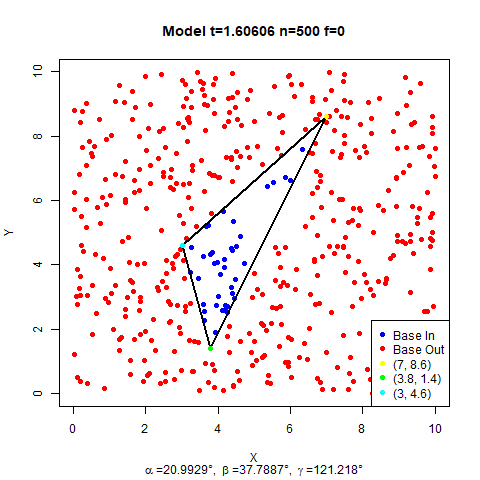 Model t=1.60606 n=500 f=0
10
8
6
4
2
0
Y
0
2
4
6
8
10
Base In
Base Out
(7, 8.6)
(3.8, 1.4)
(3, 4.6)
X
α=20.9929°, β=37.7887°, γ=121.218°